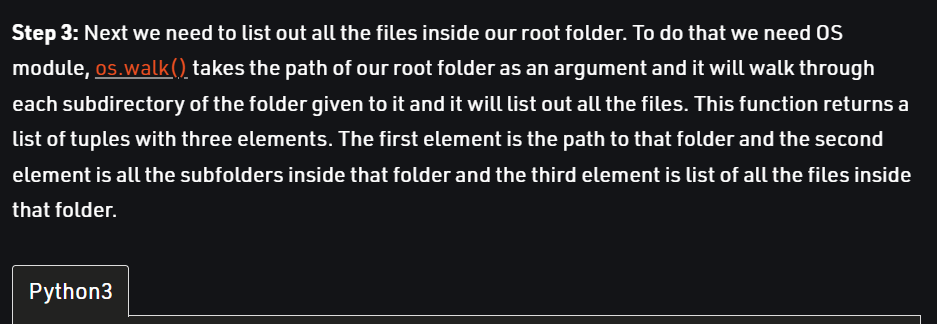 Step 3: Next we need to list out all the files inside our root folder. To do that we need OS
module, os.walk() takes the path of our root folder as an argument and it will walk through
each subdirectory of the folder given to it and it will list out all the files. This function returns a
list of tuples with three elements. The first element is the path to that folder and the second
element is all the subfolders inside that folder and the third element is list of all the files inside
that folder.
Python3